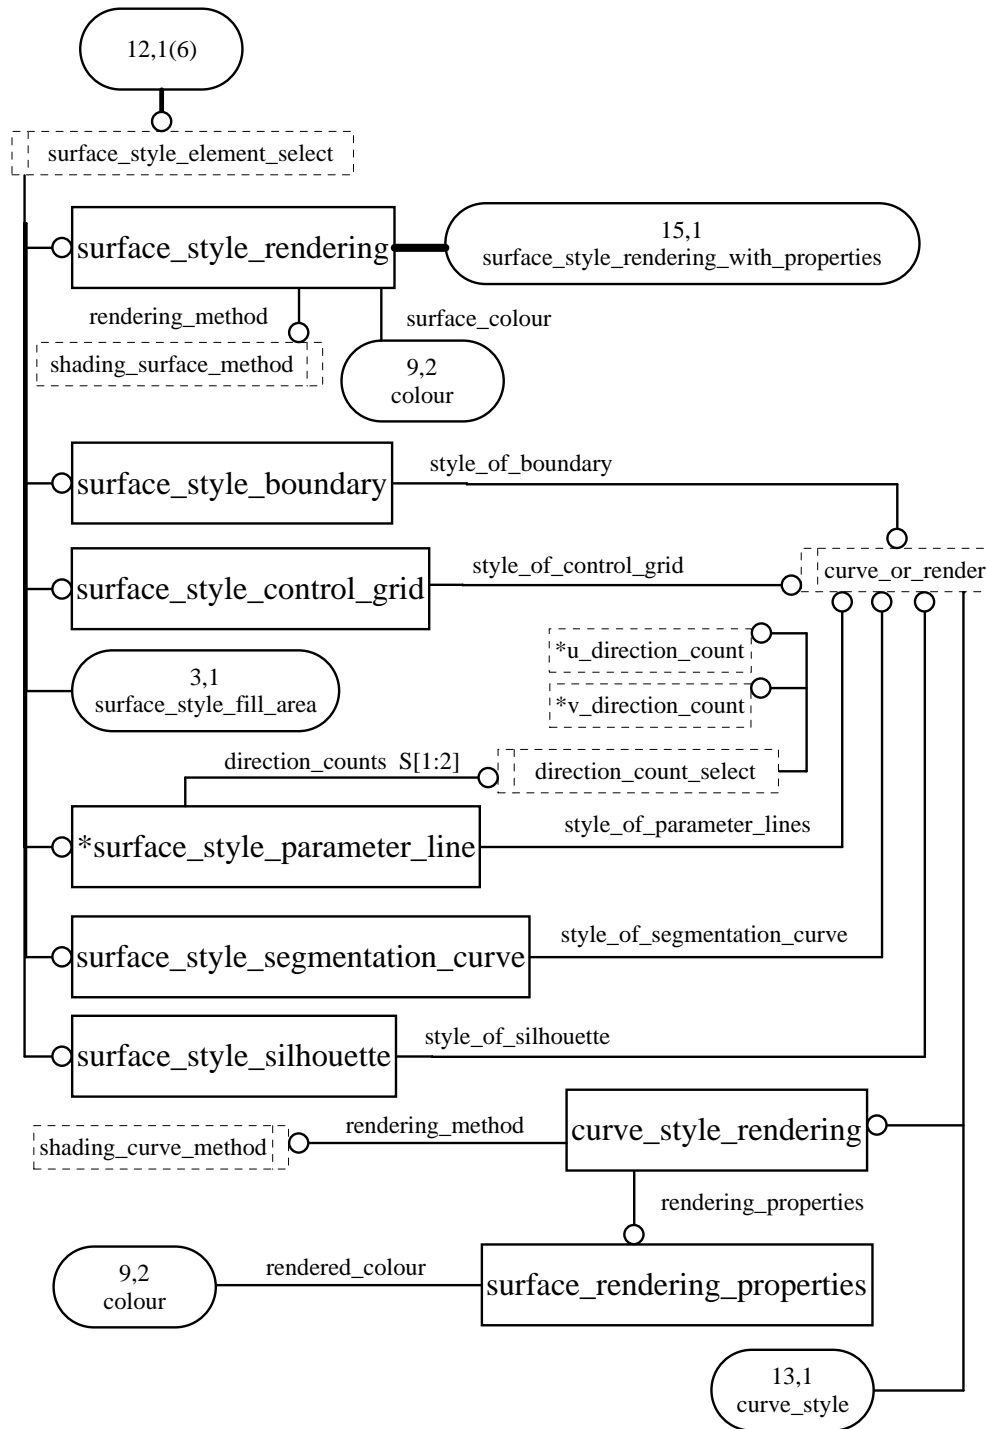 12,1(6)
surface_style_element_select
surface_style_rendering
15,1
surface_style_rendering_with_properties
rendering_method
surface_colour
shading_surface_method
9,2
colour
surface_style_boundary
style_of_boundary
surface_style_control_grid
style_of_control_grid
curve_or_render
*u_direction_count
3,1
surface_style_fill_area
*v_direction_count
direction_counts S[1:2]
direction_count_select
*surface_style_parameter_line
style_of_parameter_lines
surface_style_segmentation_curve
style_of_segmentation_curve
surface_style_silhouette
style_of_silhouette
shading_curve_method
rendering_method
curve_style_rendering
rendering_properties
9,2
colour
rendered_colour
surface_rendering_properties
13,1
curve_style